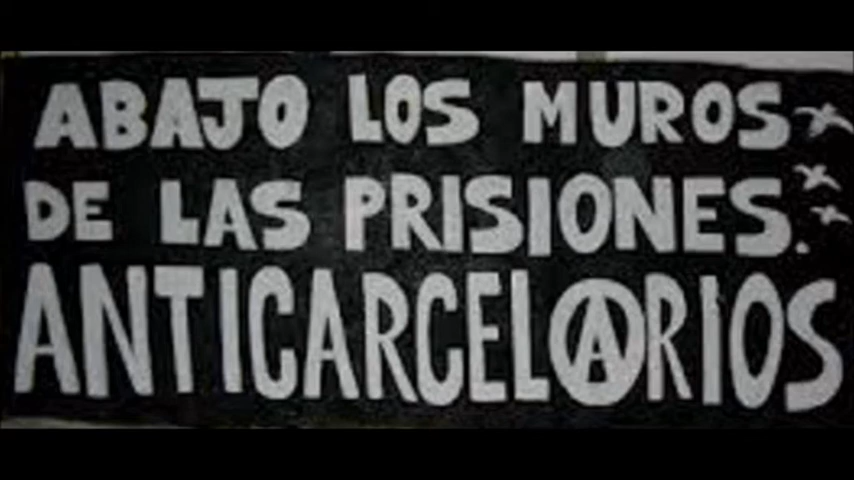 ABAJO LOS MUROS
DE LAS PRISIONES.
ANTICARCELARIOS